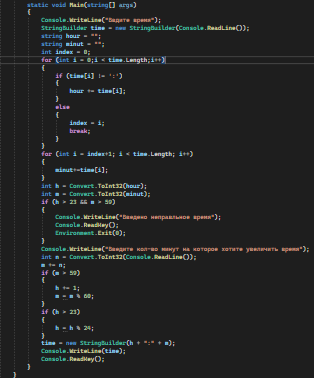 static void Main(string[] args)
{
Console.WriteLine("Ввдите время");
StringBuilder time = new StringBuilder(Console.ReadLine());
string hour = "";
string minut = "";
int index = 0;
for (int i = 0;i < time.Length;i++)
{
if (time[i] != ':')
{
hour += time[i];
}
else
{
index = i;
break;
}
}
for (int i = index+1; i < time.Length; i++)
{
minut+=time[i];
}
int h = Convert.ToInt32(hour);
int m = Convert.ToInt32(minut);
if (h > 23 && m > 59)
{
Console.WriteLine("Введено неправильное время");
Console.ReadKey();
Environment.Exit(0);
}
Console.WriteLine("Введите кол-во минут на которое хотите увеличить время");
int n = Convert.ToInt32(Console.ReadLine());
m += n;
if (m > 59)
{
h += 1;
m = m % 60;
}
if (h > 23)
{
h = h % 24;
}
time = new StringBuilder(h + ":" + m);
Console.WriteLine(time);
Console.ReadKey();
}
}